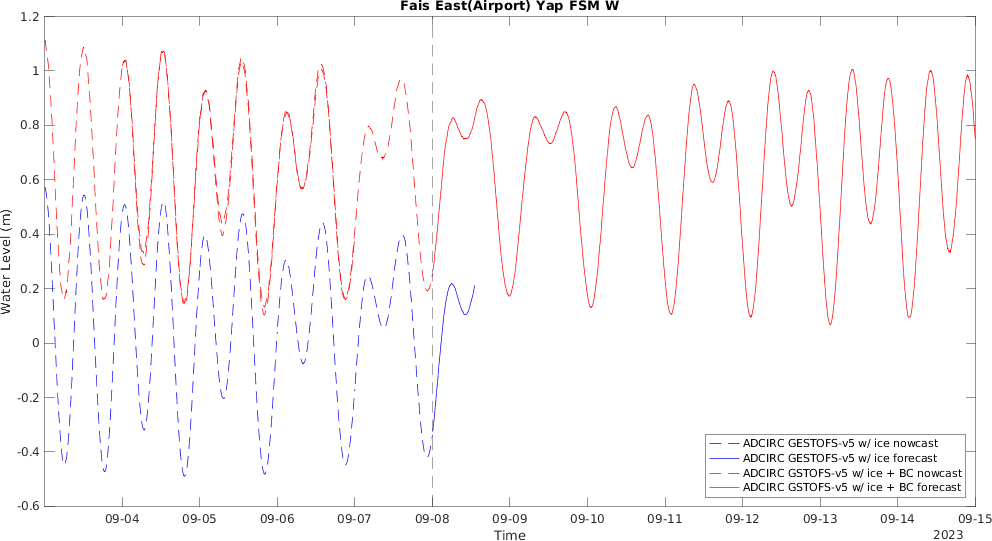 Fais East(Airport) Yap FSM W
1.2
1
0.8
0.6
0.4
0.2
0
-0.2
-0.4
-0.6
Water Level (m)
ADCIRC GESTOFS-v5 w/ ice nowcast
ADCIRC GESTOFS-v5 w/ ice forecast
ADCIRC GSTOFS-v5 w/ ice + BC nowcast
ADCIRC GSTOFS-v5 w/ ice + BC forecast
09-04 09-05 09-06 09-07 09-08 09-09 09-10 09-11 09-12 09-13 09-14 09-15
Time
2023